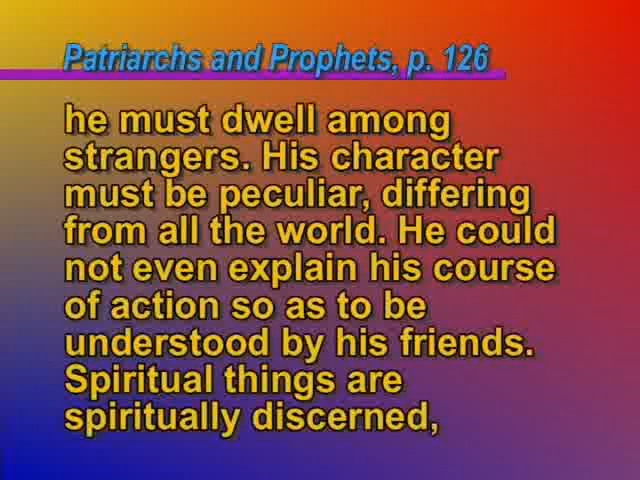 Patriarchs and Prophets, p. 126
he must dwell among
strangers. His character
must be peculiar, differing
from all the world. He could
not even explain his course
of action so as to be
understood by his friends.
Spiritual things are
spiritually discerned,